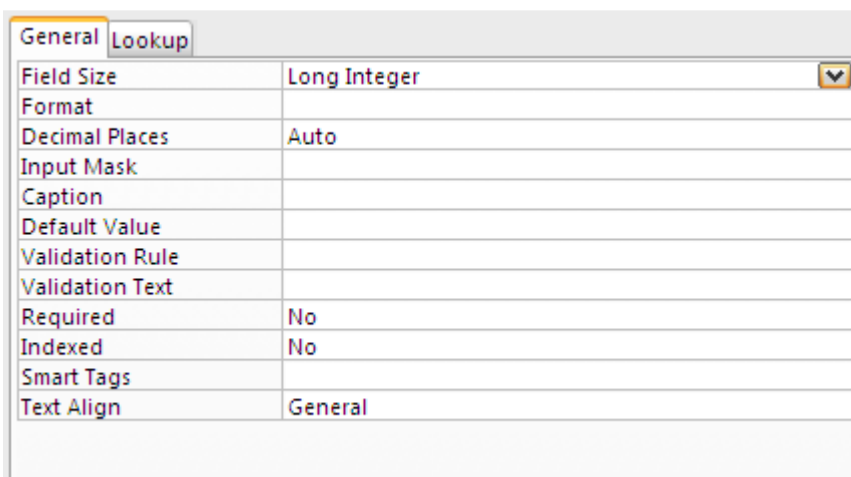 General Lookup
Field Size Long Integer
Format
Decimal Places Auto
Input Mask
Caption
Default Value
Validation Rule
Validation Text
Required No
Indexed No
Smart Tags
Text Align General